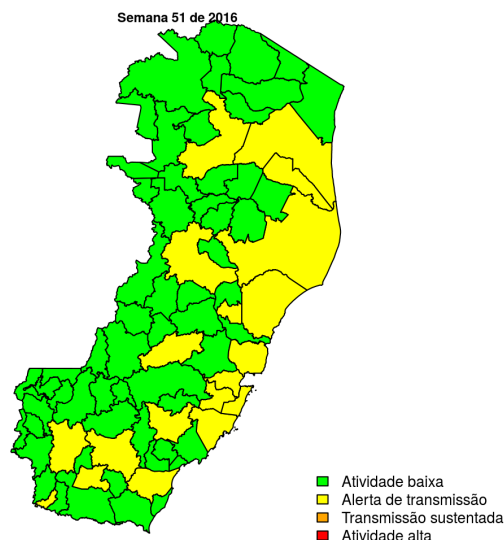 Semana 51 de 2016
Atividade baixa
Alerta de transmissão
Transmissão sustentada
Atividade alta